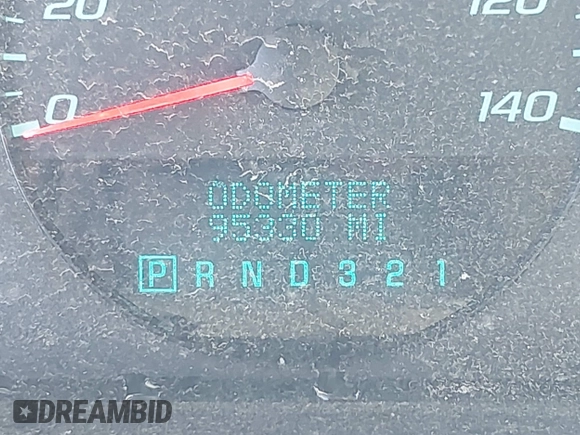 20 120
0 140
ODOMETER
95330 MI
P R N D 3 2 1
DREAMBID